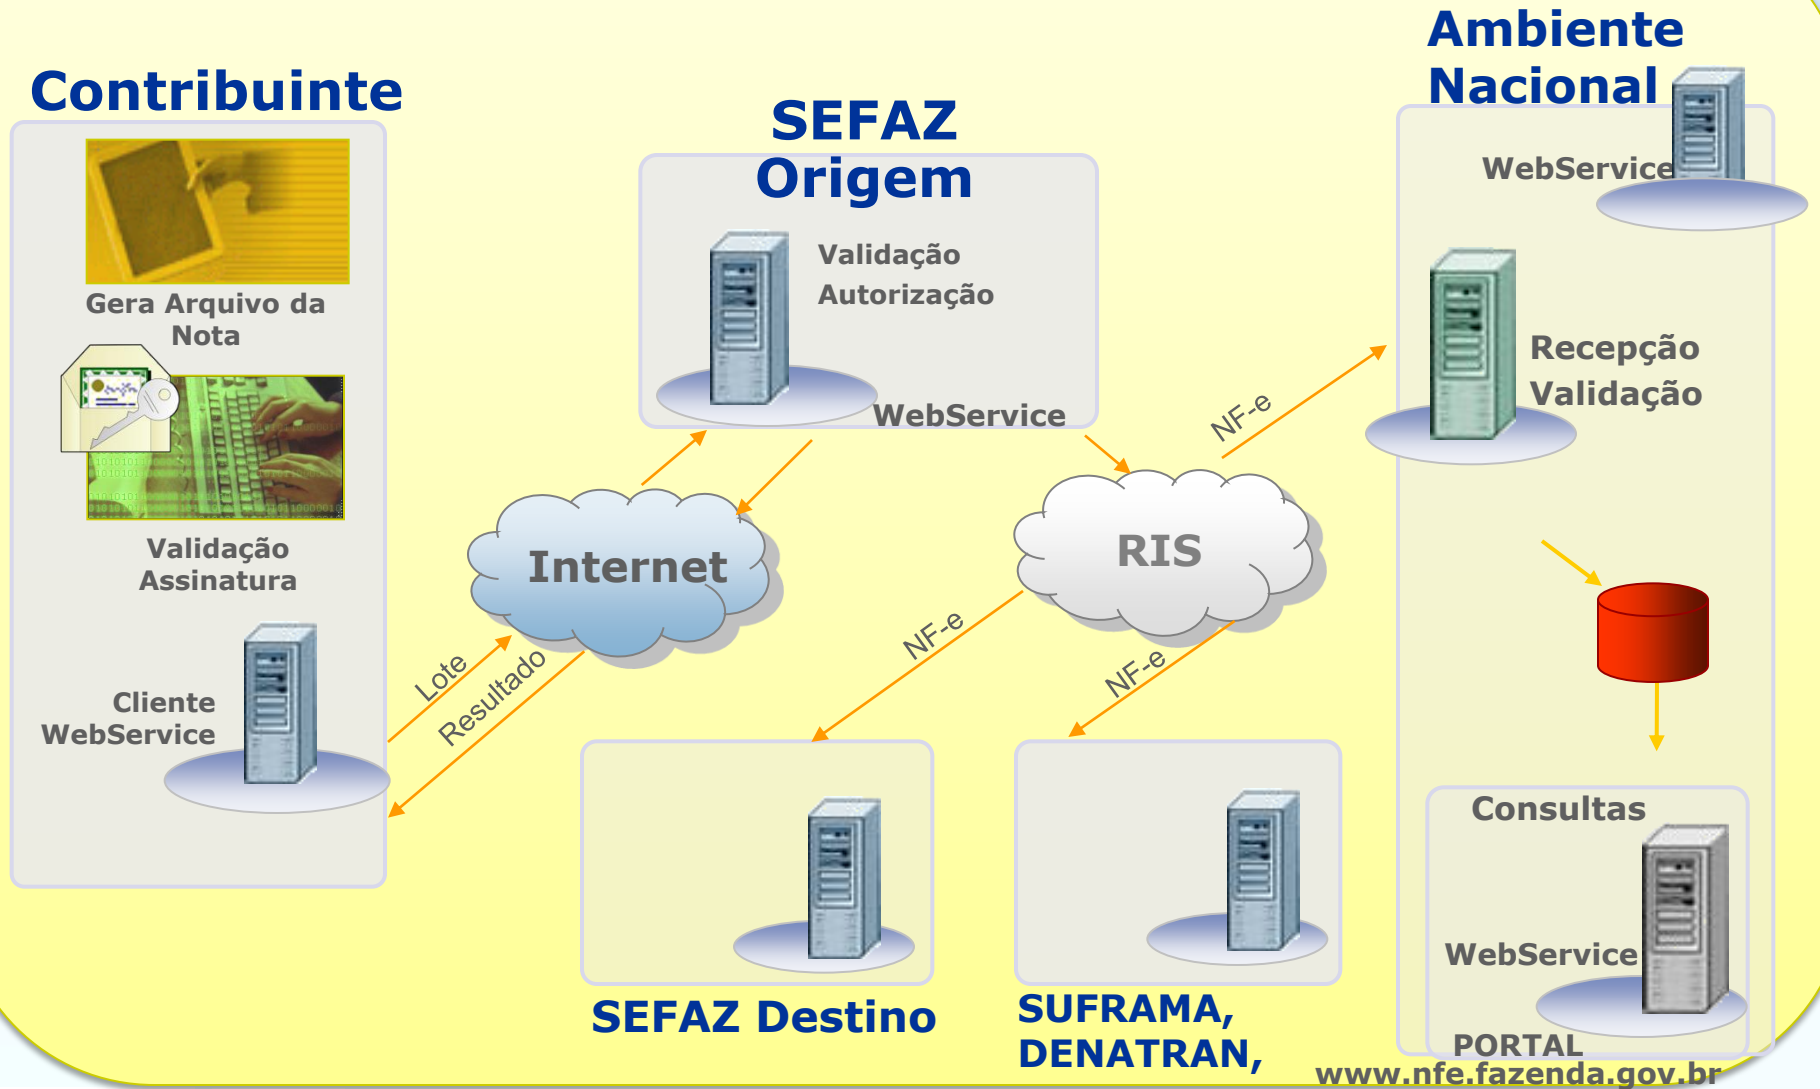 Contribuinte
Gera Arquivo da
Nota
Validação
Assinatura
Cliente
WebService
Lote
Resultado
Internet
SEFAZ
Origem
Validação
Autorização
WebService
RIS
NF-e
NF-e
NF-e
SEFAZ Destino
SUFRAMA,
DENATRAN,
Ambiente
Nacional
WebService
Recepção
Validação
Consultas
WebService
PORTAL
www.nfe.fazenda.gov.br